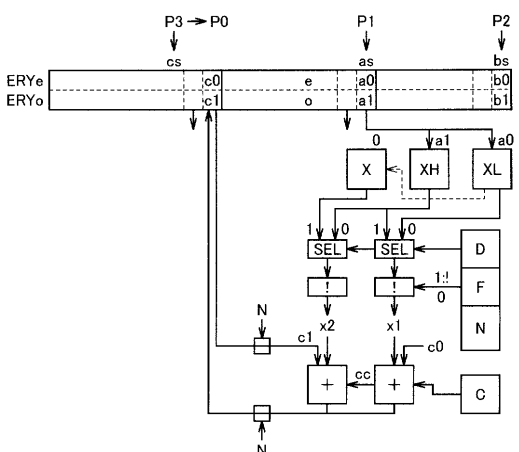 P3 → P0 P1 P2
cs as bs
ERYe c0 e a0 b0
ERYo c1 o a1 b1
0 a1 a0
X XH XL
1 0 1 0
SEL SEL D
! ! 1:! 0 F
N x2 x1 N
c1 c0
+ cc + C
N